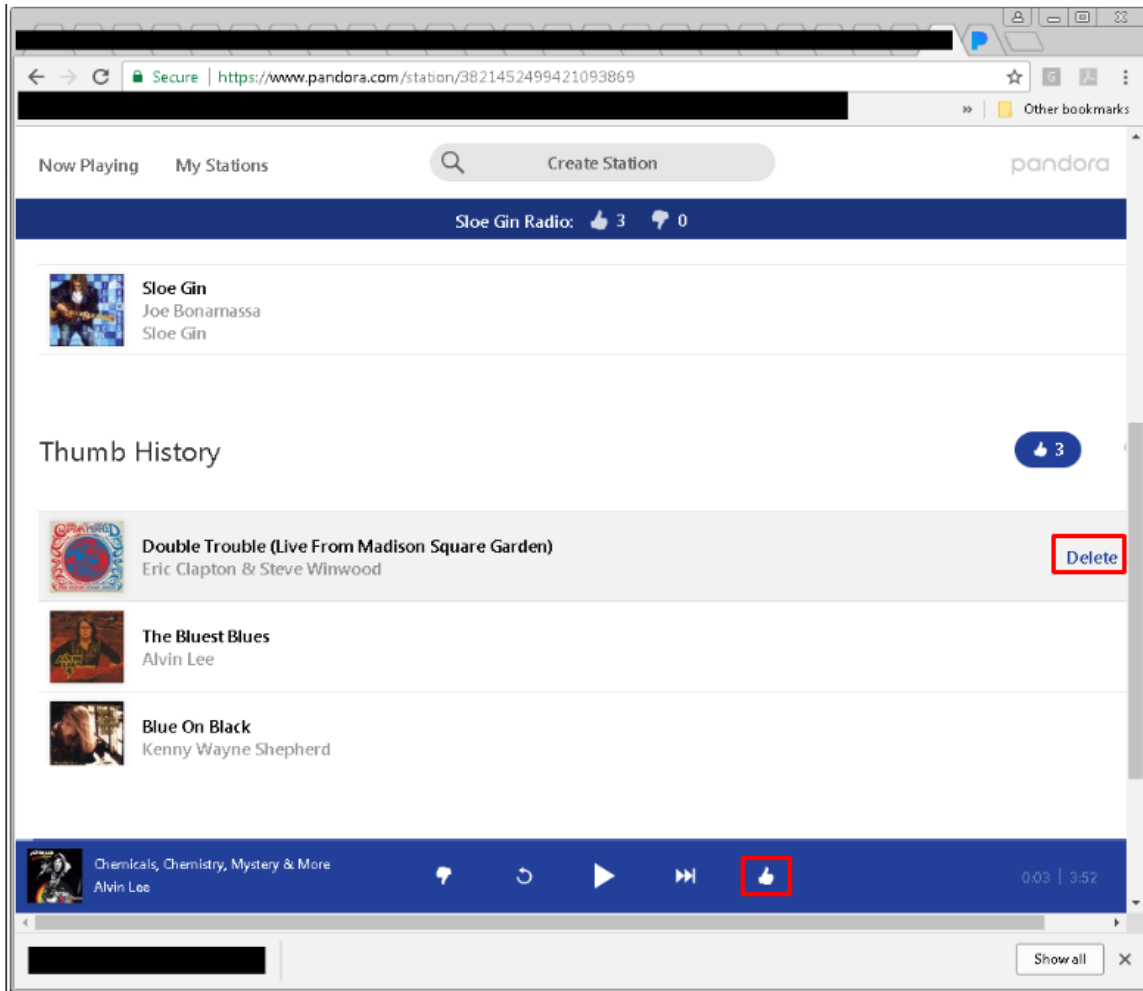 Secure | https://www.pandora.com/station/3821452499421093869
» Other bookmarks
Now Playing My Stations Create Station pandora
Sloe Gin Radio: 3 0
Sloe Gin
Joe Bonamassa
Sloe Gin
Thumb History 3
Double Trouble (Live From Madison Square Garden)
Eric Clapton & Steve Winwood
Delete
The Bluest Blues
Alvin Lee
Blue On Black
Kenny Wayne Shepherd
Chemicals, Chemistry, Mystery & More
Alvin Lee
0:03 | 3:52
Show all